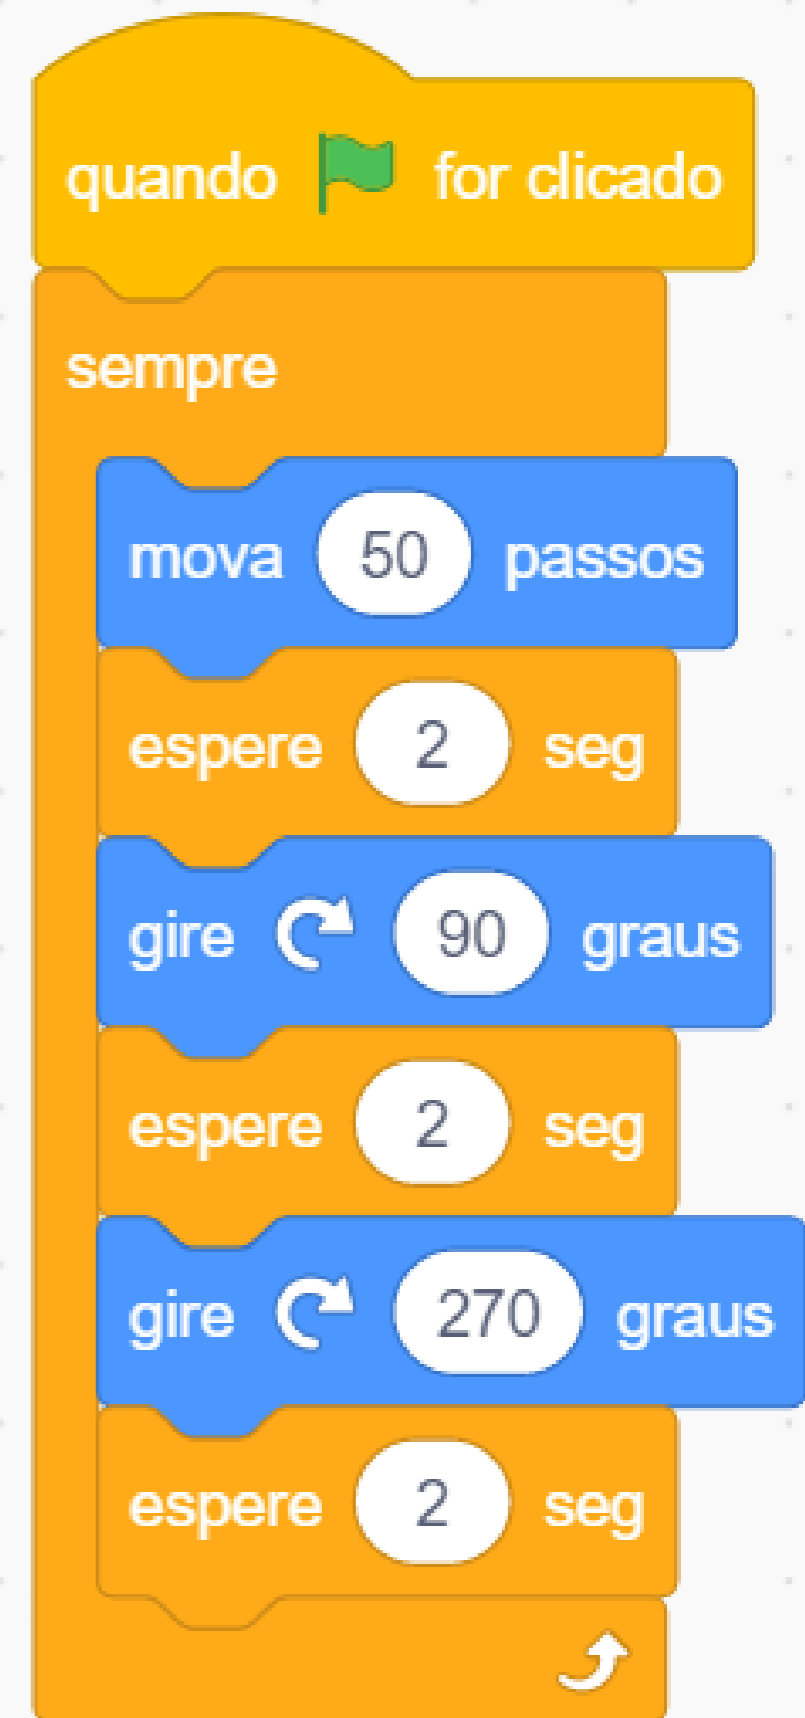 quando for clicado
sempre
mova 50 passos
espere 2 seg
gire 90 graus
espere 2 seg
gire 270 graus
espere 2 seg